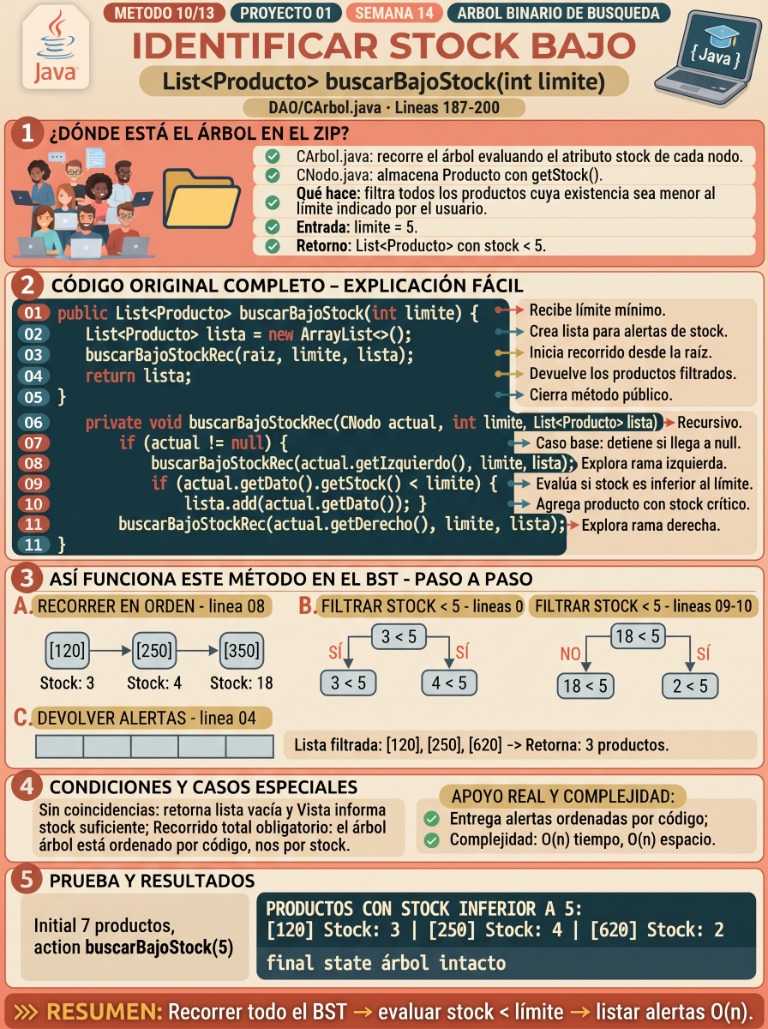 METODO 10/13
PROYECTO 01
SEMANA 14
ARBOL BINARIO DE BUSQUEDA
Java
IDENTIFICAR STOCK BAJO
List<Producto> buscarBajoStock(int limite)
DAO/CArbol.java · Lineas 187-200
{ Java }
1 ¿DÓNDE ESTÁ EL ÁRBOL EN EL ZIP?
CArbol.java: recorre el árbol evaluando el atributo stock de cada nodo.
CNodo.java: almacena Producto con getStock().
Qué hace: filtra todos los productos cuya existencia sea menor al
límite indicado por el usuario.
Entrada: limite = 5.
Retorno: List<Producto> con stock < 5.
2 CÓDIGO ORIGINAL COMPLETO – EXPLICACIÓN FÁCIL
01 public List<Producto> buscarBajoStock(int limite) { Recibe límite mínimo.
02 List<Producto> lista = new ArrayList<>(); Crea lista para alertas de stock.
03 buscarBajoStockRec(raiz, limite, lista); Inicia recorrido desde la raíz.
04 return lista; Devuelve los productos filtrados.
05 } Cierra método público.
06 private void buscarBajoStockRec(CNodo actual, int limite, List<Producto> lista) Recursivo.
07 if (actual != null) { Caso base: detiene si llega a null.
08 buscarBajoStockRec(actual.getIzquierdo(), limite, lista); Explora rama izquierda.
09 if (actual.getDato().getStock() < limite) { Evalúa si stock es inferior al límite.
10 lista.add(actual.getDato()); } Agrega producto con stock crítico.
11 buscarBajoStockRec(actual.getDerecho(), limite, lista); Explora rama derecha.
11 }
3 ASÍ FUNCIONA ESTE MÉTODO EN EL BST - PASO A PASO
A. RECORRER EN ORDEN - linea 08
[120] [250] [350]
Stock: 3 Stock: 4 Stock: 18
B. FILTRAR STOCK < 5 - lineas 0
3 < 5
SÍ SÍ
3 < 5 4 < 5
FILTRAR STOCK < 5 - lineas 09-10
18 < 5
NO SÍ
18 < 5 2 < 5
C. DEVOLVER ALERTAS - linea 04
Lista filtrada: [120], [250], [620] -> Retorna: 3 productos.
4 CONDICIONES Y CASOS ESPECIALES
Sin coincidencias: retorna lista vacía y Vista informa
stock suficiente; Recorrido total obligatorio: el árbol
árbol está ordenado por código, nos por stock.
APOYO REAL Y COMPLEJIDAD:
Entrega alertas ordenadas por código;
Complejidad: O(n) tiempo, O(n) espacio.
5 PRUEBA Y RESULTADOS
Initial 7 productos,
action buscarBajoStock(5)
PRODUCTOS CON STOCK INFERIOR A 5:
[120] Stock: 3 | [250] Stock: 4 | [620] Stock: 2
final state árbol intacto
>>> RESUMEN: Recorrer todo el BST → evaluar stock < límite → listar alertas O(n).